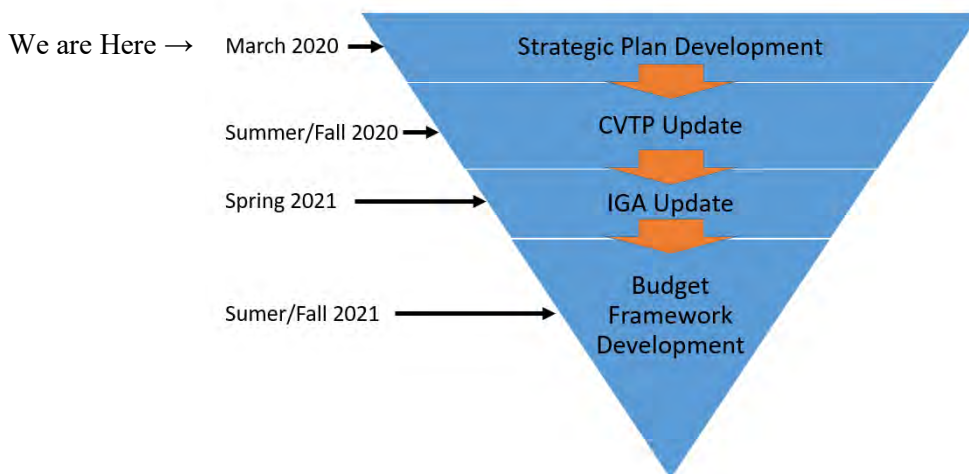 We are Here →
March 2020
Strategic Plan Development
Summer/Fall 2020
CVTP Update
Spring 2021
IGA Update
Sumer/Fall 2021
Budget
Framework
Development